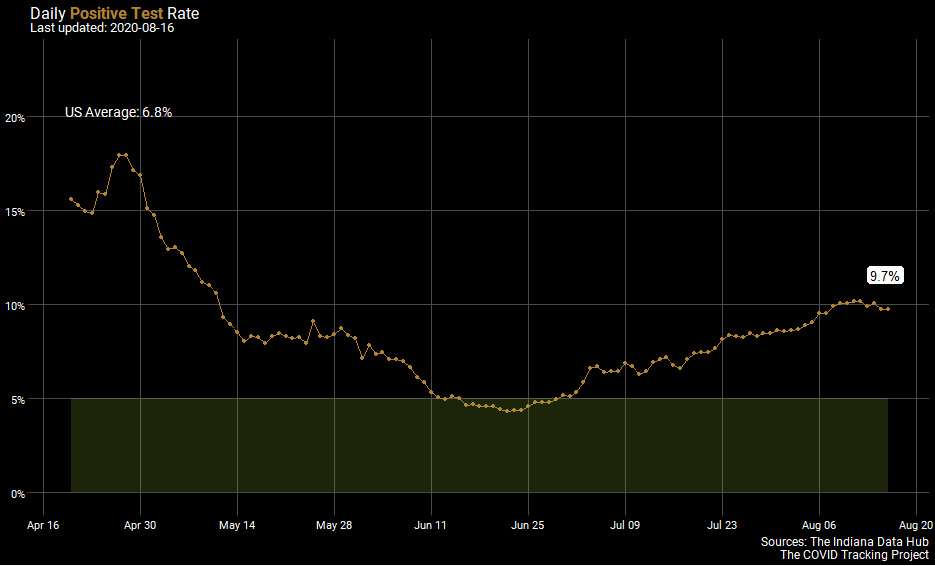 Daily Positive Test Rate
Last updated: 2020-08-16
US Average: 6.8%
20%
15%
9.7%
10%
5%
0%
Apr 16 Apr 30 May 14 May 28 Jun 11 Jun 25 Jul 09 Jul 23 Aug 06 Aug 20
Sources: The Indiana Data Hub
The COVID Tracking Project